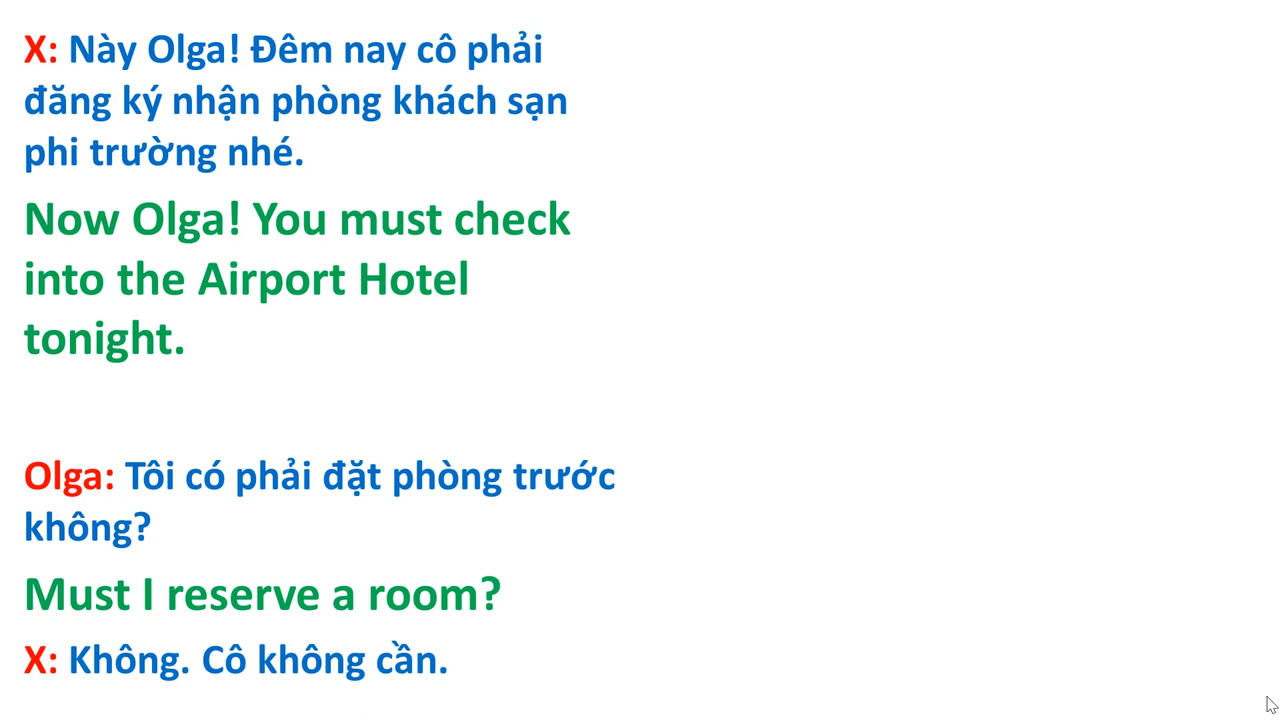 X: Này Olga! Đêm nay cô phải
đăng ký nhận phòng khách sạn
phi trường nhé.
Now Olga! You must check
into the Airport Hotel
tonight.
Olga: Tôi có phải đặt phòng trước
không?
Must I reserve a room?
X: Không. Cô không cần.